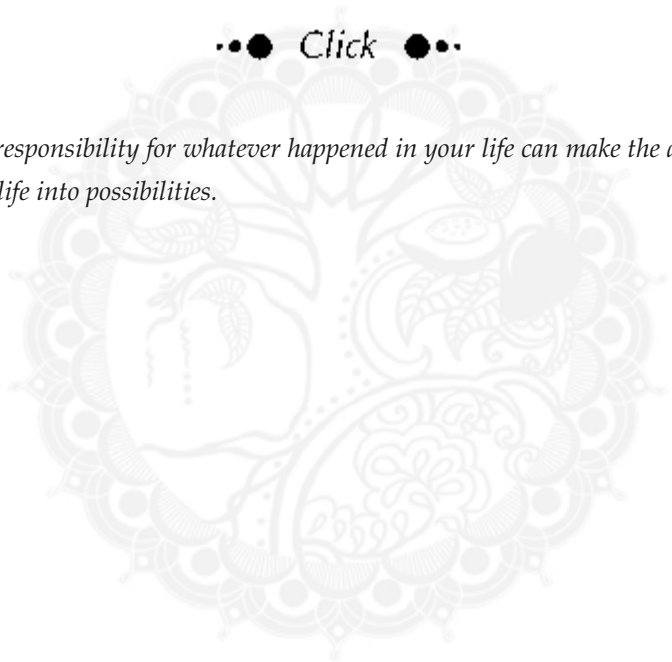 Click
responsibility for whatever happened in your life can make the
life into possibilities.